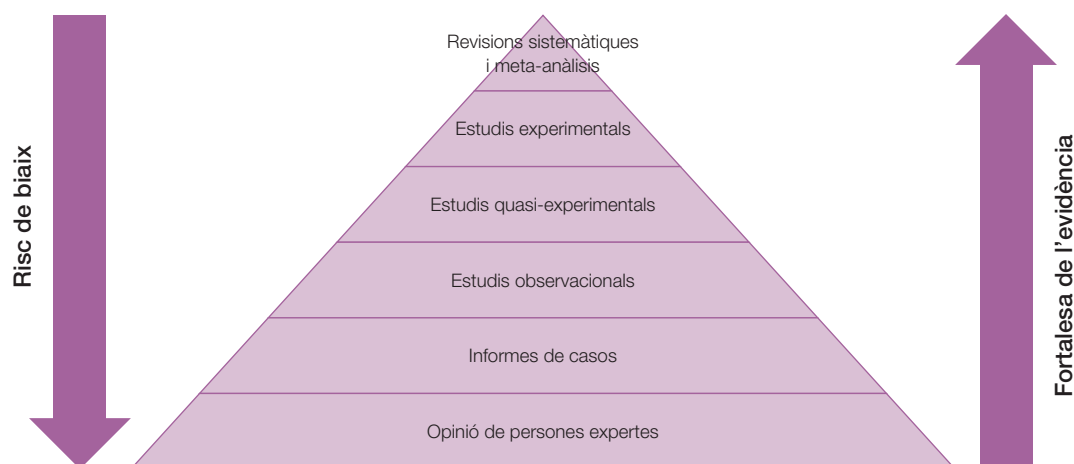 Revisions sistemàtiques
i meta-anàlisis
Estudis experimentals
Estudis quasi-experimentals
Estudis observacionals
Informes de casos
Opinió de persones expertes
Risc de biaix
Fortalesa de l’evidència